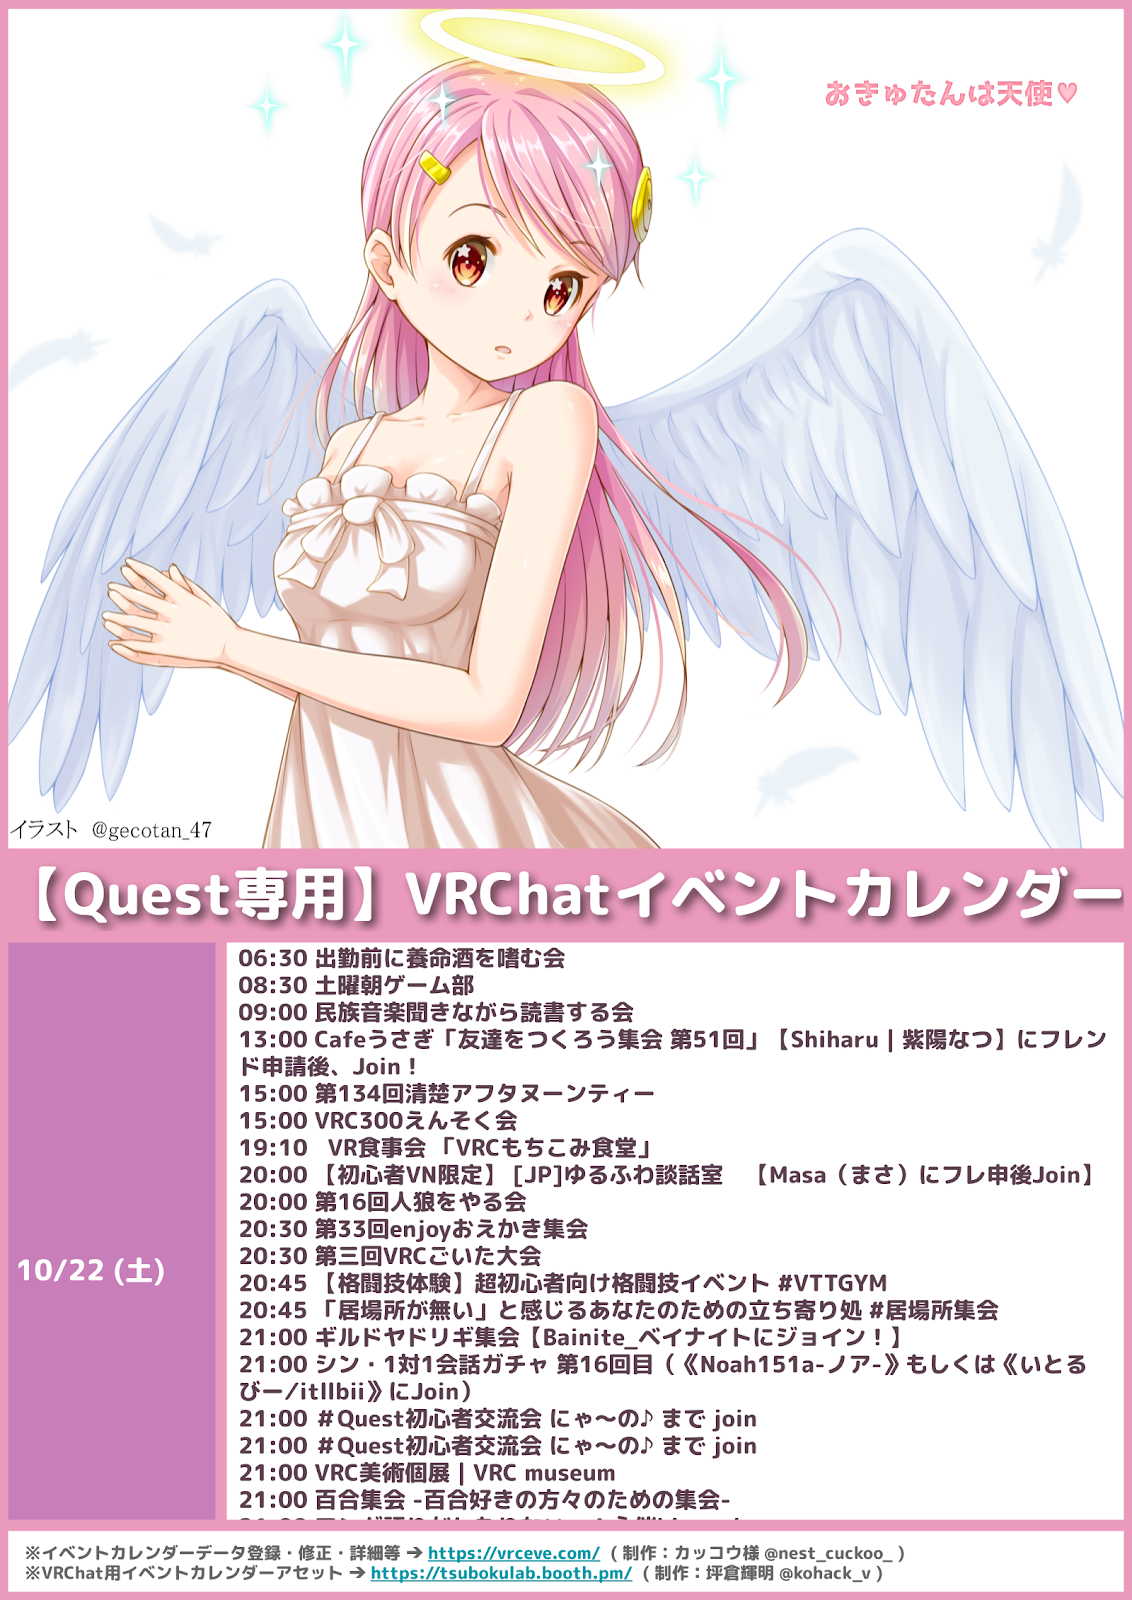 おきゅたんは天使♥
イラスト @gecotan_47
【Quest専用】VRChatイベントカレンダー
10/22 (土)
06:30 出勤前に養命酒を嗜む会
08:30 土曜朝ゲーム部
09:00 民族音楽聞きながら読書する会
13:00 Cafeうさぎ「友達をつくろう集会 第51回」【Shiharu | 紫陽なつ】にフレン
ド申請後、Join！
15:00 第134回清楚アフタヌーンティー
15:00 VRC300えんそく会
19:10　VR食事会 「VRCもちこみ食堂」
20:00 【初心者VN限定】 [JP]ゆるふわ談話室　【Masa（まさ）にフレ申後Join】
20:00 第16回人狼をやる会
20:30 第33回enjoyおえかき集会
20:30 第三回VRCごいた大会
20:45 【格闘技体験】超初心者向け格闘技イベント #VTTGYM
20:45 「居場所が無い」と感じるあなたのための立ち寄り処 #居場所集会
21:00 ギルドヤドリギ集会【Bainite_ベイナイトにジョイン！】
21:00 シン・1対1会話ガチャ 第16回目（《Noah151a-ノア-》もしくは《いとる
びー/itllbii》にJoin）
21:00 ＃Quest初心者交流会 にゃ〜の♪ まで join
21:00 ＃Quest初心者交流会 にゃ〜の♪ まで join
21:00 VRC美術個展 | VRC museum
21:00 百合集会 -百合好きの方々のための集会-
※イベントカレンダーデータ登録・修正・詳細等 ➔ https://vrceve.com/ （制作：カッコウ様 @nest_cuckoo_）
※VRChat用イベントカレンダーアセット ➔ https://tsubokulab.booth.pm/ （制作：坪倉輝明 @kohack_v）